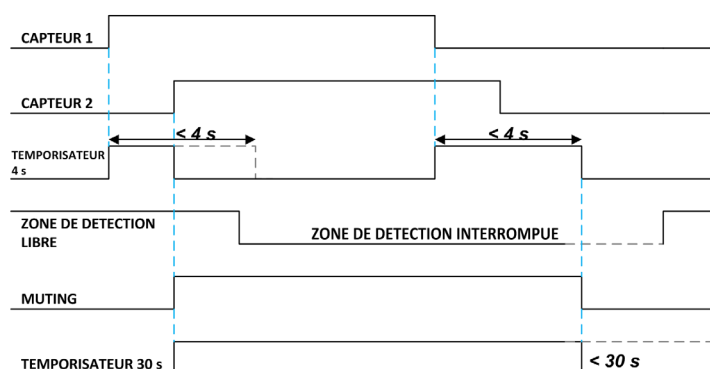 CAPTEUR 1
CAPTEUR 2
< 4 s
< 4 s
TEMPORISATEUR
4 s
ZONE DE DETECTION
LIBRE
ZONE DE DETECTION INTERROMPUE
MUTING
TEMPORISATEUR 30 s
< 30 s